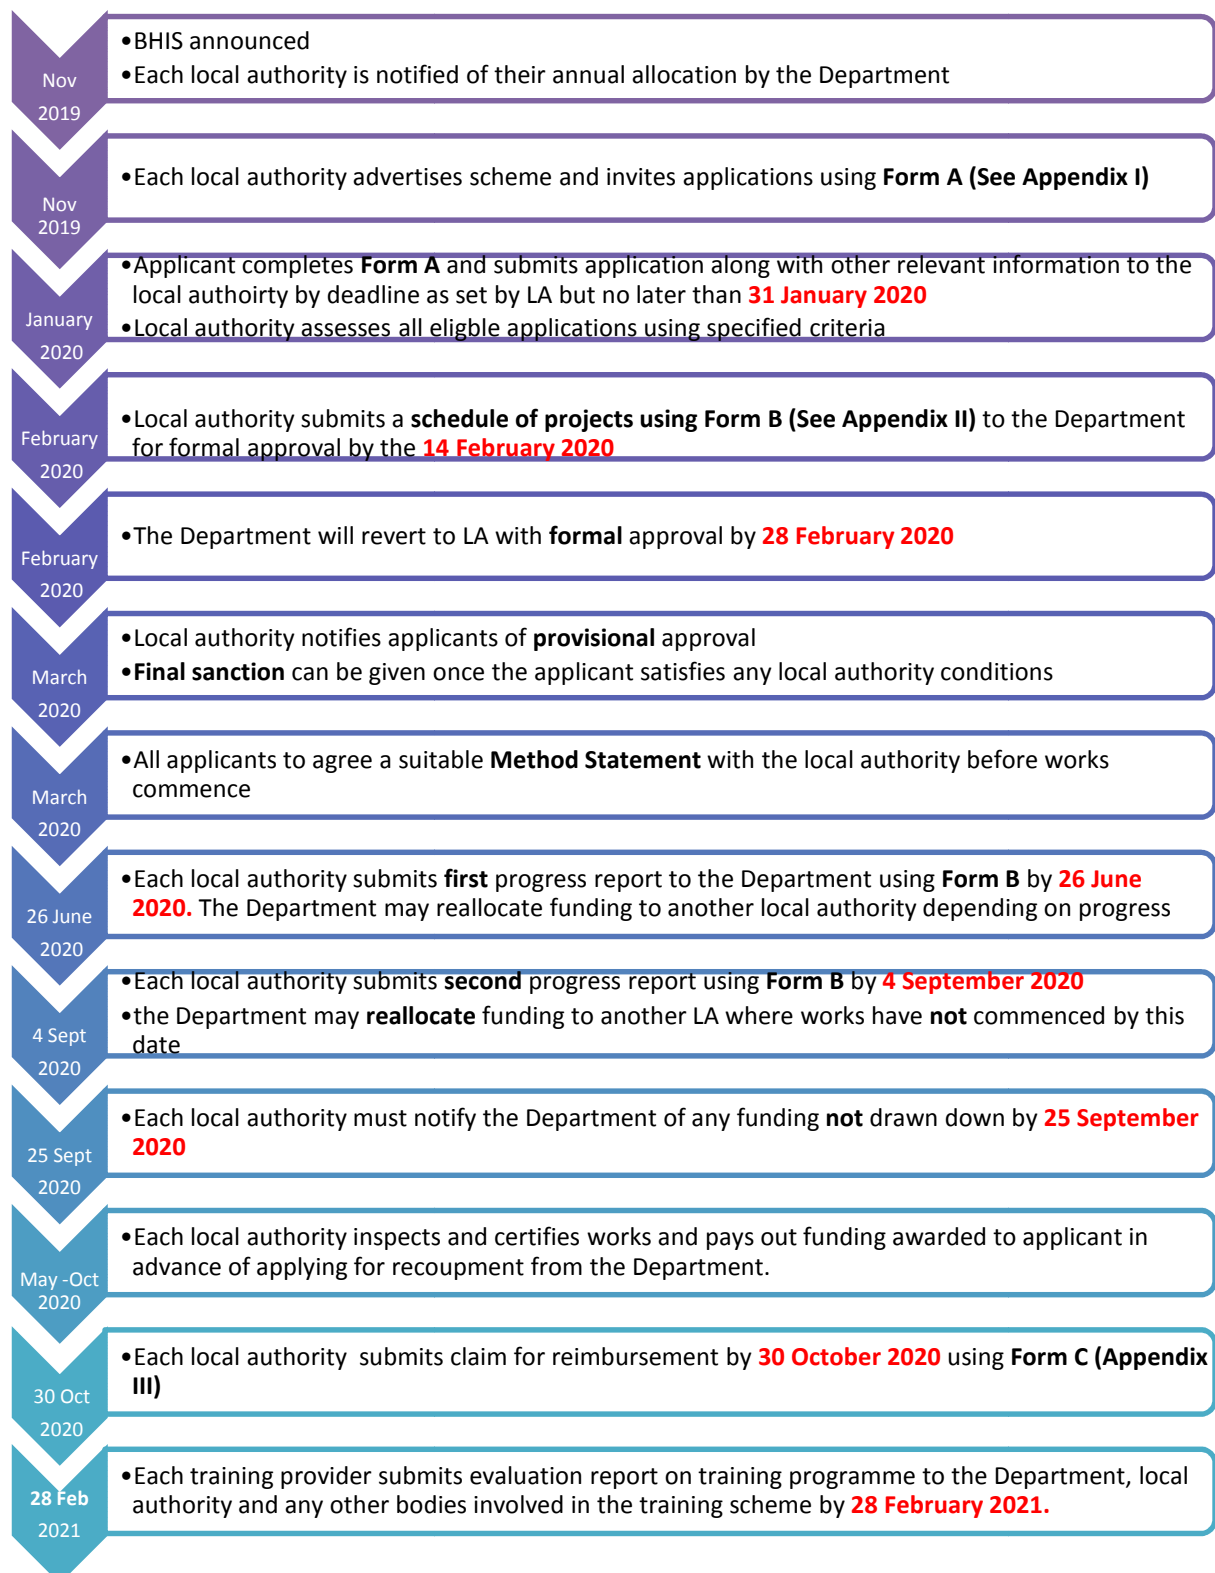 •BHIS announced
•Each local authority is notified of their annual allocation by the Department
Nov
2019
•Each local authority advertises scheme and invites applications using Form A (See Appendix I)
Nov
2019
•Applicant completes Form A and submits application along with other relevant information to the
local authoirty by deadline as set by LA but no later than 31 January 2020
•Local authority assesses all eligble applications using specified criteria
January
2020
•Local authority submits a schedule of projects using Form B (See Appendix II) to the Department
for formal approval by the 14 February 2020
February
2020
•The Department will revert to LA with formal approval by 28 February 2020
February
2020
•Local authority notifies applicants of provisional approval
•Final sanction can be given once the applicant satisfies any local authority conditions
March
2020
•All applicants to agree a suitable Method Statement with the local authority before works
commence
March
2020
•Each local authority submits first progress report to the Department using Form B by 26 June
2020. The Department may reallocate funding to another local authority depending on progress
26 June
2020
•Each local authority submits second progress report using Form B by 4 September 2020
•the Department may reallocate funding to another LA where works have not commenced by this
date
4 Sept
2020
•Each local authority must notify the Department of any funding not drawn down by 25 September
2020
25 Sept
2020
•Each local authority inspects and certifies works and pays out funding awarded to applicant in
advance of applying for recoupment from the Department.
May -Oct
2020
•Each local authority  submits claim for reimbursement by 30 October 2020 using Form C (Appendix
III)
30 Oct
2020
•Each training provider submits evaluation report on training programme to the Department, local
authority and any other bodies involved in the training scheme by 28 February 2021.
28 Feb
2021